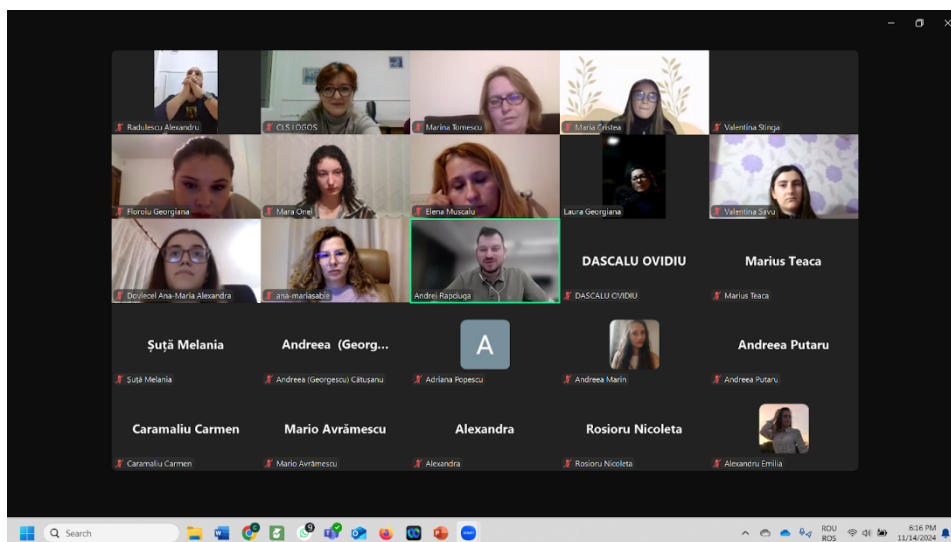 Radulescu Alexandru
CLS LOGOS
Marina Tomescu
Maria Cristea
Valentina Stinga
Floroiu Georgiana
Mara Onel
Elena Muscalu
Laura Georgiana
Valentina Savu
Dovlecel Ana-Maria Alexandra
ana-mariasabie
Andrei Rapciuga
DASCALU OVIDIU
DASCALU OVIDIU
Marius Teaca
Marius Teaca
Șuță Melania
Șuță Melania
Andreea (Georg...
Andreea (Georgescu) Cătușanu
A
Adriana Popescu
Andreea Marin
Andreea Putaru
Andreea Putaru
Caramaliu Carmen
Caramaliu Carmen
Mario Avrămescu
Mario Avrămescu
Alexandra
Alexandra
Rosioru Nicoleta
Rosioru Nicoleta
Alexandru Emilia
Search
9
ROU
ROS
6:16 PM
11/14/2024